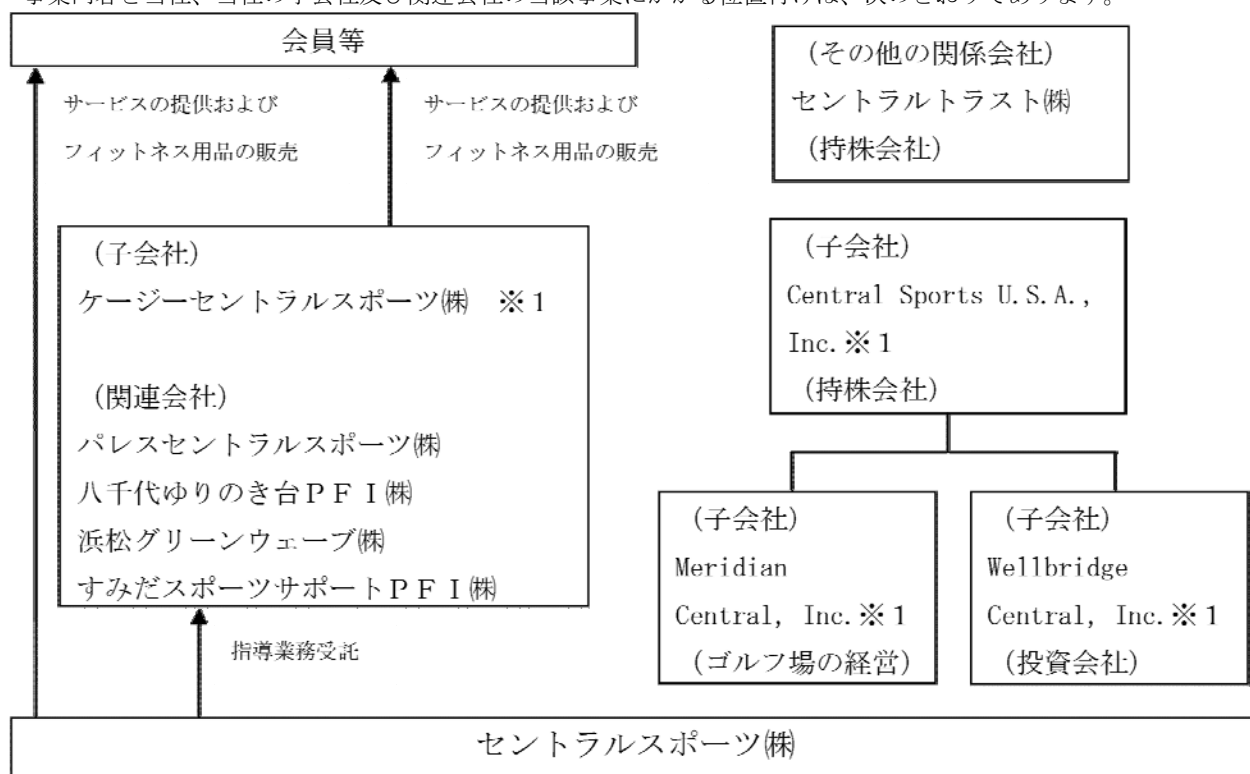 事業内容と当社、当社の子会社及び関連会社の当該事業にかかる位置付けは、次のとおりであります。
会員等
サービスの提供および
フィットネス用品の販売
サービスの提供および
フィットネス用品の販売
(その他の関係会社)
セントラルトラスト㈱
(持株会社)
(子会社)
ケージーセントラルスポーツ㈱ ※1
(関連会社)
パレスセントラルスポーツ㈱
八千代ゆりのき台PFI㈱
浜松グリーンウェーブ㈱
すみだスポーツサポートPFI㈱
(子会社)
Central Sports U.S.A.,
Inc.※1
(持株会社)
(子会社)
Meridian
Central, Inc.※1
(ゴルフ場の経営)
(子会社)
Wellbridge
Central, Inc.※1
(投資会社)
指導業務受託
セントラルスポーツ㈱